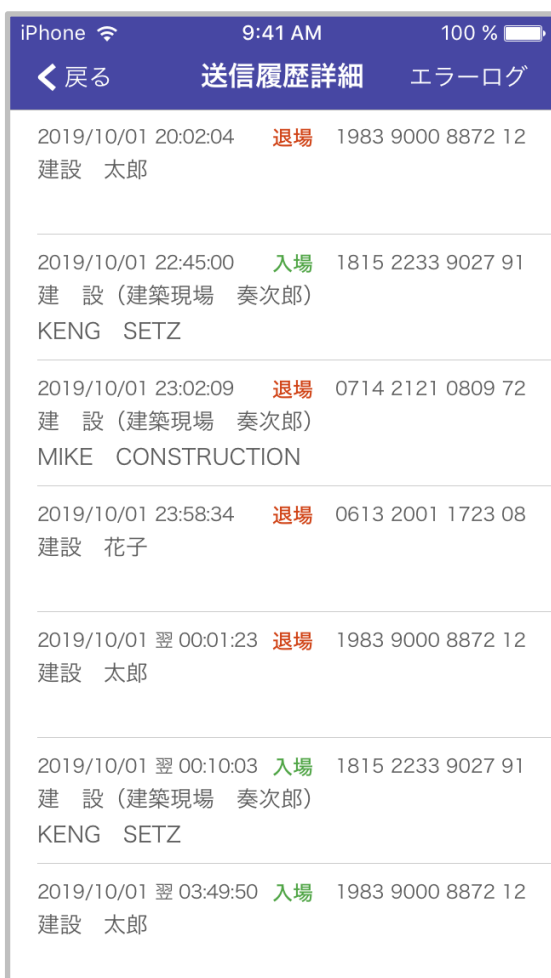 iPhone 9:41 AM 100 %
戻る 送信履歴詳細 エラーログ
2019/10/01 20:02:04 退場 1983 9000 8872 12
建設　太郎
2019/10/01 22:45:00 入場 1815 2233 9027 91
建　設（建築現場　奏次郎）
KENG　SETZ
2019/10/01 23:02:09 退場 0714 2121 0809 72
建　設（建築現場　奏次郎）
MIKE　CONSTRUCTION
2019/10/01 23:58:34 退場 0613 2001 1723 08
建設　花子
2019/10/01 翌 00:01:23 退場 1983 9000 8872 12
建設　太郎
2019/10/01 翌 00:10:03 入場 1815 2233 9027 91
建　設（建築現場　奏次郎）
KENG　SETZ
2019/10/01 翌 03:49:50 入場 1983 9000 8872 12
建設　太郎